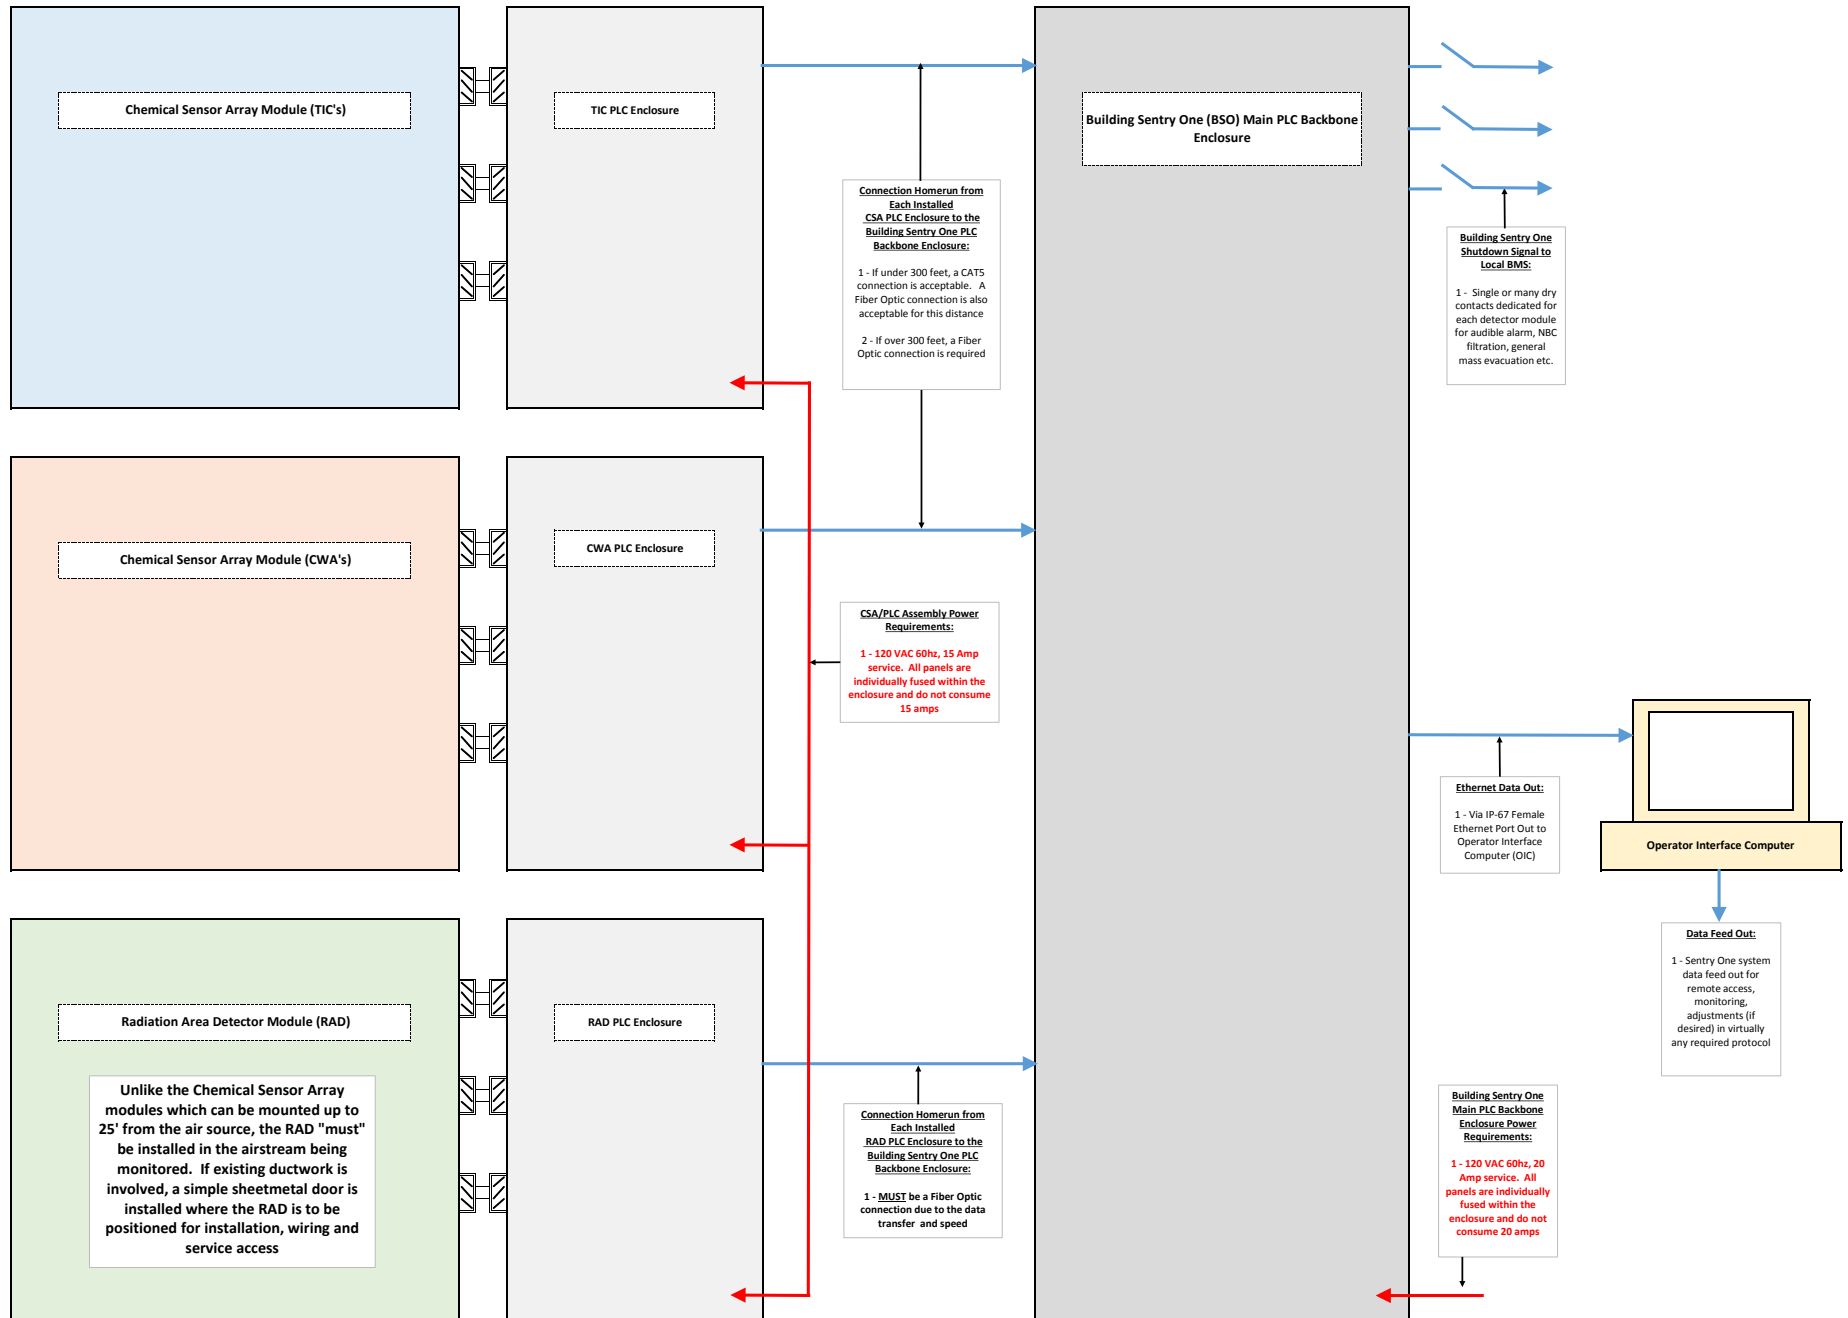 Chemical Sensor Array Module (TIC's)
TIC PLC Enclosure
Building Sentry One (BSO) Main PLC Backbone
Enclosure
Connection Homerun from
Each Installed
CSA PLC Enclosure to the
Building Sentry One PLC
Backbone Enclosure:
1 - If under 300 feet, a CAT5
connection is acceptable. A
Fiber Optic connection is also
acceptable for this distance
2 - If over 300 feet, a Fiber
Optic connection is required
Building Sentry One
Shutdown Signal to
Local BMS:
1 - Single or many dry
contacts dedicated for
each detector module
for audible alarm, NBC
filtration, general
mass evacuation etc.
Chemical Sensor Array Module (CWA's)
CWA PLC Enclosure
CSA/PLC Assembly Power
Requirements:
1 - 120 VAC 60hz, 15 Amp
service. All panels are
individually fused within the
enclosure and do not consume
15 amps
Ethernet Data Out:
1 - Via IP-67 Female
Ethernet Port Out to
Operator Interface
Computer (OIC)
Operator Interface Computer
Data Feed Out:
1 - Sentry One system
data feed out for
remote access,
monitoring,
adjustments (if
desired) in virtually
any required protocol
Radiation Area Detector Module (RAD)
RAD PLC Enclosure
Unlike the Chemical Sensor Array
modules which can be mounted up to
25' from the air source, the RAD "must"
be installed in the airstream being
monitored. If existing ductwork is
involved, a simple sheetmetal door is
installed where the RAD is to be
positioned for installation, wiring and
service access
Connection Homerun from
Each Installed
RAD PLC Enclosure to the
Building Sentry One PLC
Backbone Enclosure:
1 - MUST be a Fiber Optic
connection due to the data
transfer and speed
Building Sentry One
Main PLC Backbone
Enclosure Power
Requirements:
1 - 120 VAC 60hz, 20
Amp service. All
panels are individually
fused within the
enclosure and do not
consume 20 amps